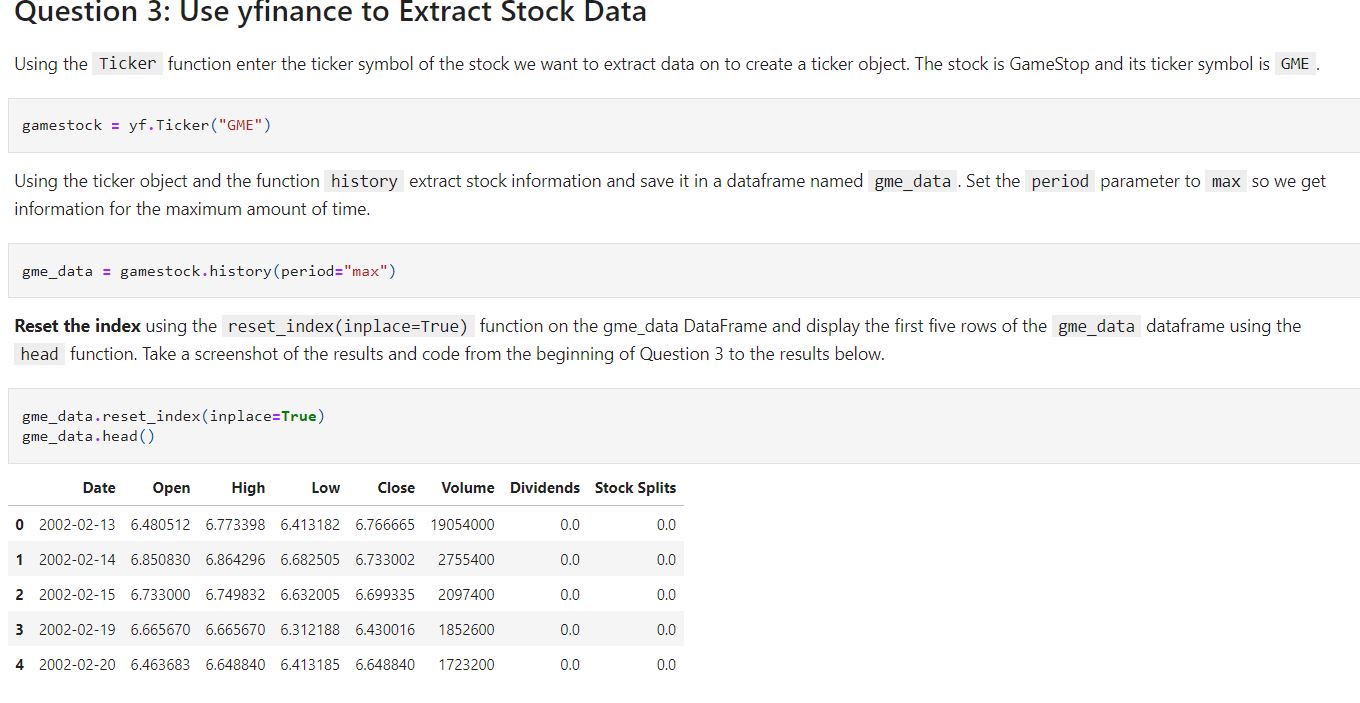 Question 3: Use yfinance to Extract Stock Data
Using the Ticker function enter the ticker symbol of the stock we want to extract data on to create a ticker object. The stock is GameStop and its ticker symbol is GME .
gamestock = yf.Ticker("GME")
Using the ticker object and the function history extract stock information and save it in a dataframe named gme_data . Set the period parameter to max so we get
information for the maximum amount of time.
gme_data = gamestock.history(period="max")
Reset the index using the reset_index(inplace=True) function on the gme_data DataFrame and display the first five rows of the gme_data dataframe using the
head function. Take a screenshot of the results and code from the beginning of Question 3 to the results below.
gme_data.reset_index(inplace=True)
gme_data.head()
Date Open High Low Close Volume Dividends Stock Splits
0 2002-02-13 6.480512 6.773398 6.413182 6.766665 19054000 0.0 0.0
1 2002-02-14 6.850830 6.864296 6.682505 6.733002 2755400 0.0 0.0
2 2002-02-15 6.733000 6.749832 6.632005 6.699335 2097400 0.0 0.0
3 2002-02-19 6.665670 6.665670 6.312188 6.430016 1852600 0.0 0.0
4 2002-02-20 6.463683 6.648840 6.413185 6.648840 1723200 0.0 0.0